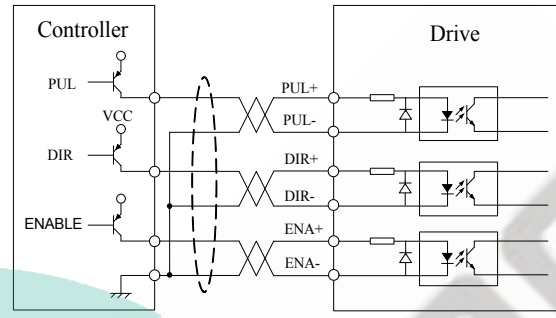 Controller
Drive
PUL
PUL+
VCC
PUL-
DIR
DIR+
DIR-
ENABLE
ENA+
ENA-